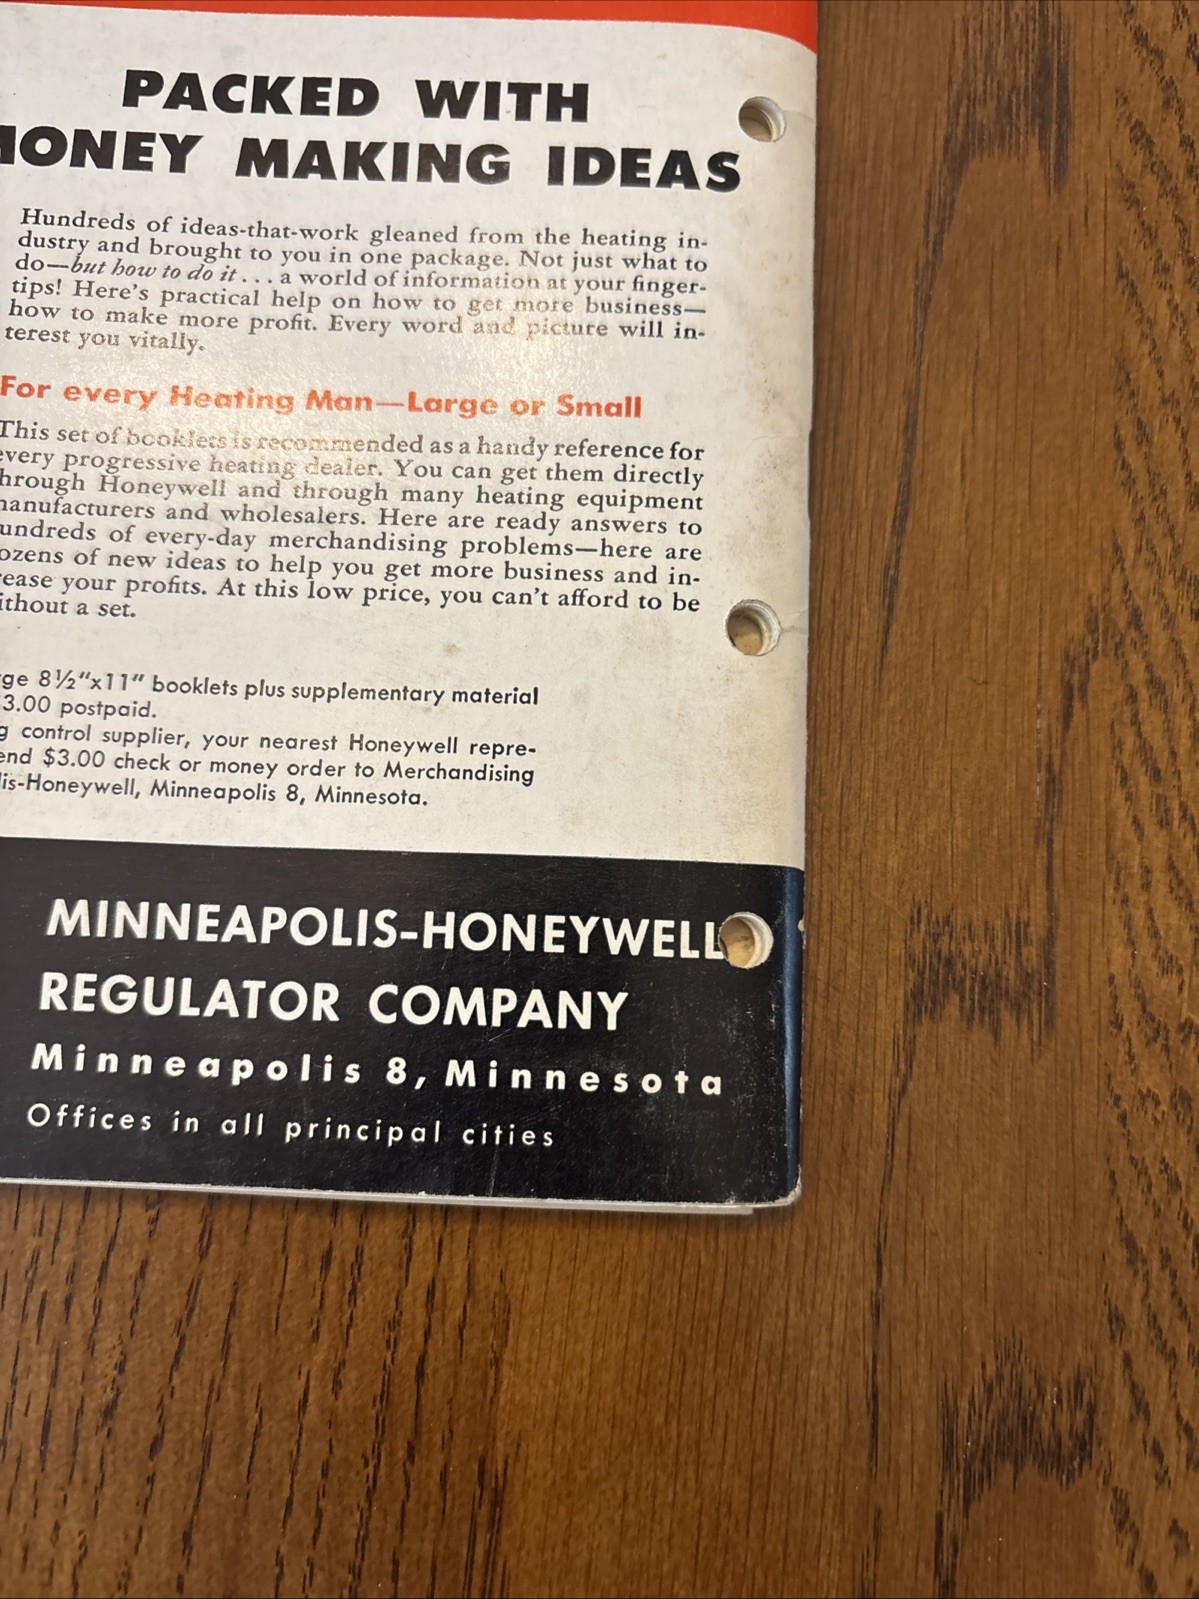 PACKED WITH
ONEY MAKING IDEAS
Hundreds of ideas-that-work gleaned from the heating in-
dustry and brought to you in one package. Not just what to
do—but how to do it . . . a world of information at your finger-
tips! Here's practical help on how to get more business—
how to make more profit. Every word and picture will in-
terest you vitally.
For every Heating Man—Large or Small
This set of booklets is recommended as a handy reference for
very progressive heating dealer. You can get them directly
hrough Honeywell and through many heating equipment
anufacturers and wholesalers. Here are ready answers to
undreds of every-day merchandising problems—here are
ozens of new ideas to help you get more business and in-
ease your profits. At this low price, you can't afford to be
ithout a set.
ge 8½"x11" booklets plus supplementary material
3.00 postpaid.
g control supplier, your nearest Honeywell repre-
end $3.00 check or money order to Merchandising
lis-Honeywell, Minneapolis 8, Minnesota.
MINNEAPOLIS-HONEYWELL
REGULATOR COMPANY
Minneapolis 8, Minnesota
Offices in all principal cities